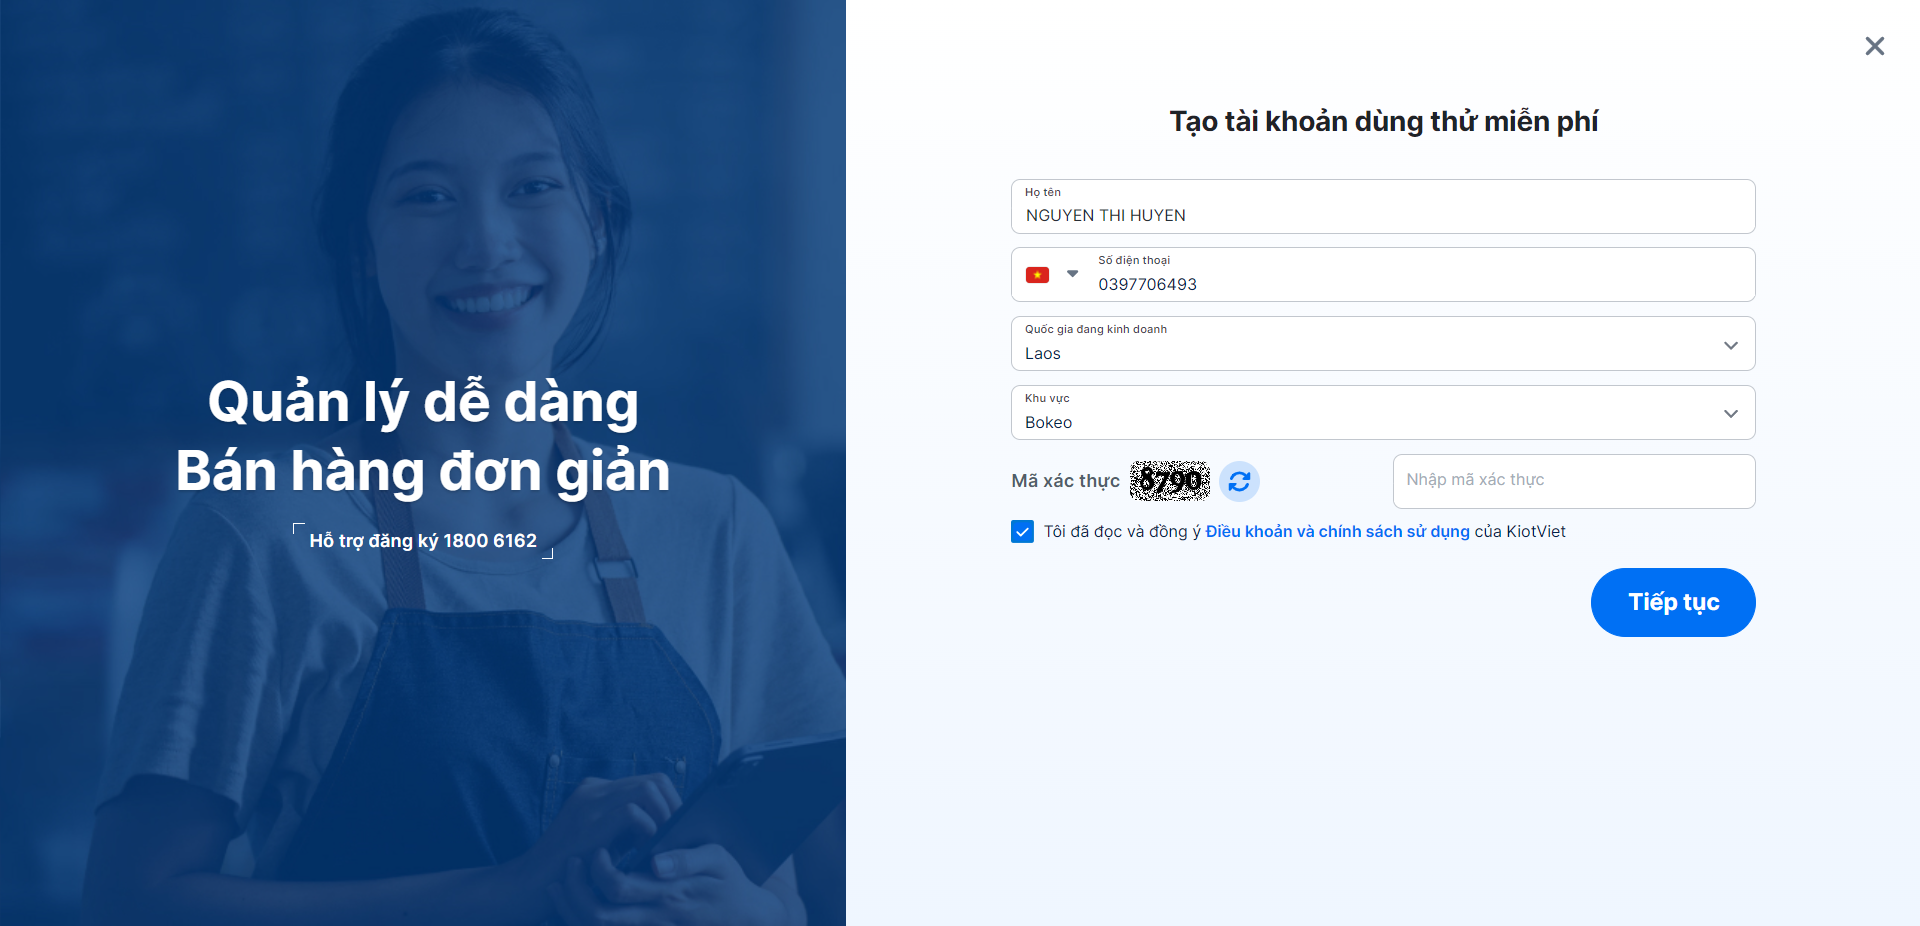 Quản lý dễ dàng
Bán hàng đơn giản
Hỗ trợ đăng ký 1800 6162
Tạo tài khoản dùng thử miễn phí
Họ tên
NGUYEN THI HUYEN
Số điện thoại
0397706493
Quốc gia đang kinh doanh
Laos
Khu vực
Bokeo
Mã xác thực 8790 Nhập mã xác thực
Tôi đã đọc và đồng ý Điều khoản và chính sách sử dụng của KiotViet
Tiếp tục